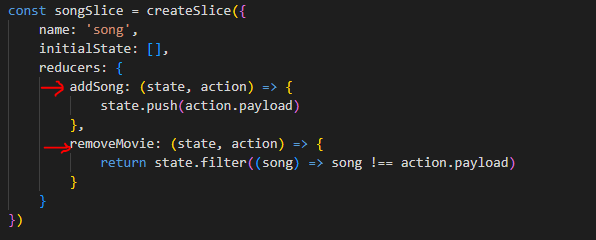 const songSlice = createSlice({
    name: 'song',
    initialState: [],
    reducers: {
        addSong: (state, action) => {
            state.push(action.payload)
        },
        removeMovie: (state, action) => {
            return state.filter((song) => song !== action.payload)
        }
    }
})